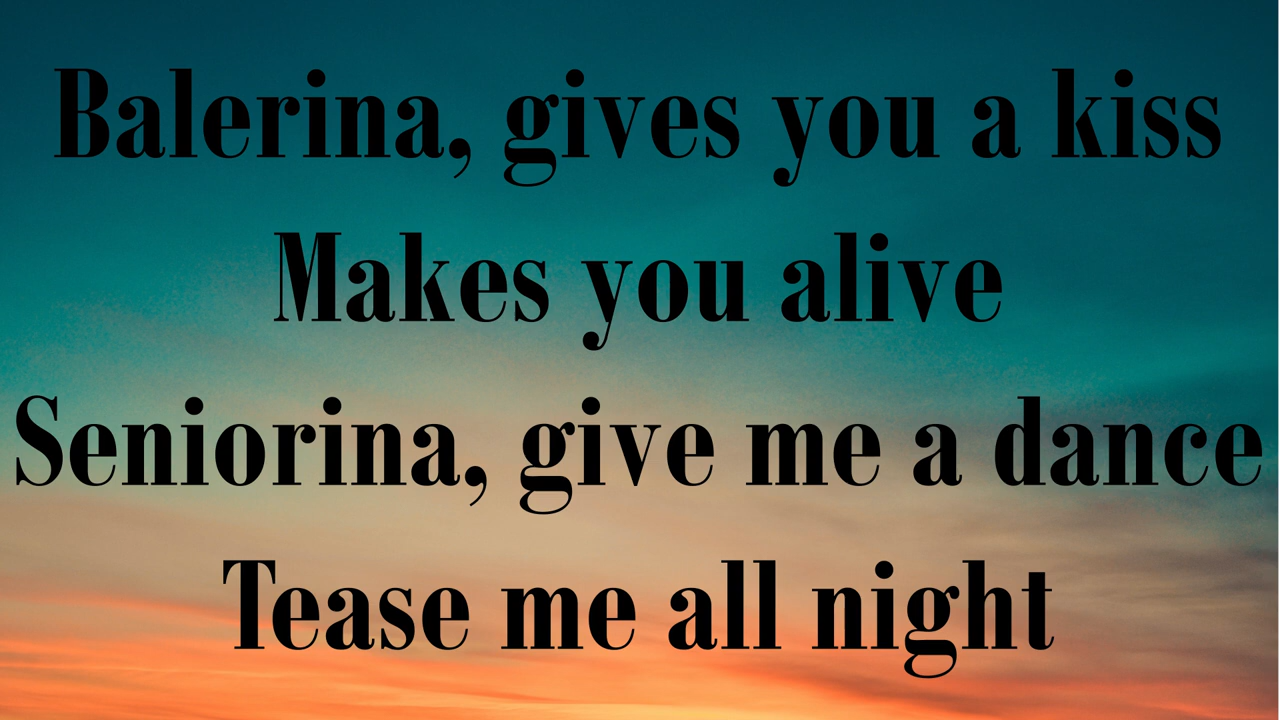 Balerina, gives you a kiss
Makes you alive
Seniorina, give me a dance
Tease me all night